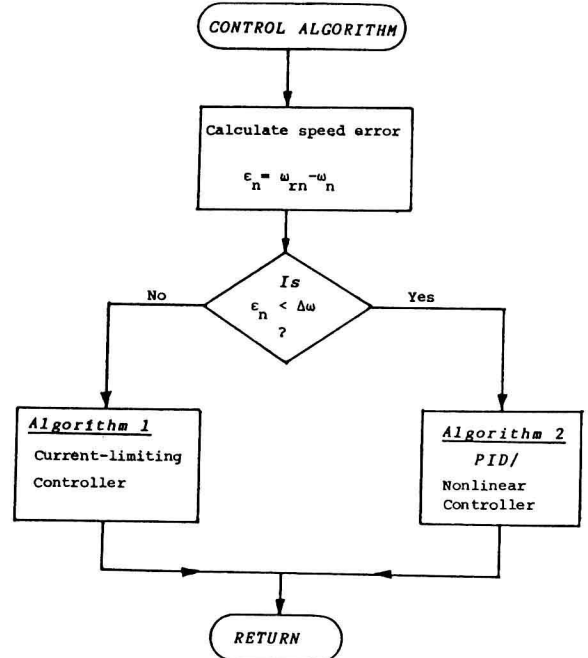 CONTROL ALGORITHM
Calculate speed error
εn= ωrn-ωn
Is
εn < Δω
?
No
Yes
Algorithm 1
Current-limiting
Controller
Algorithm 2
PID/
Nonlinear
Controller
RETURN